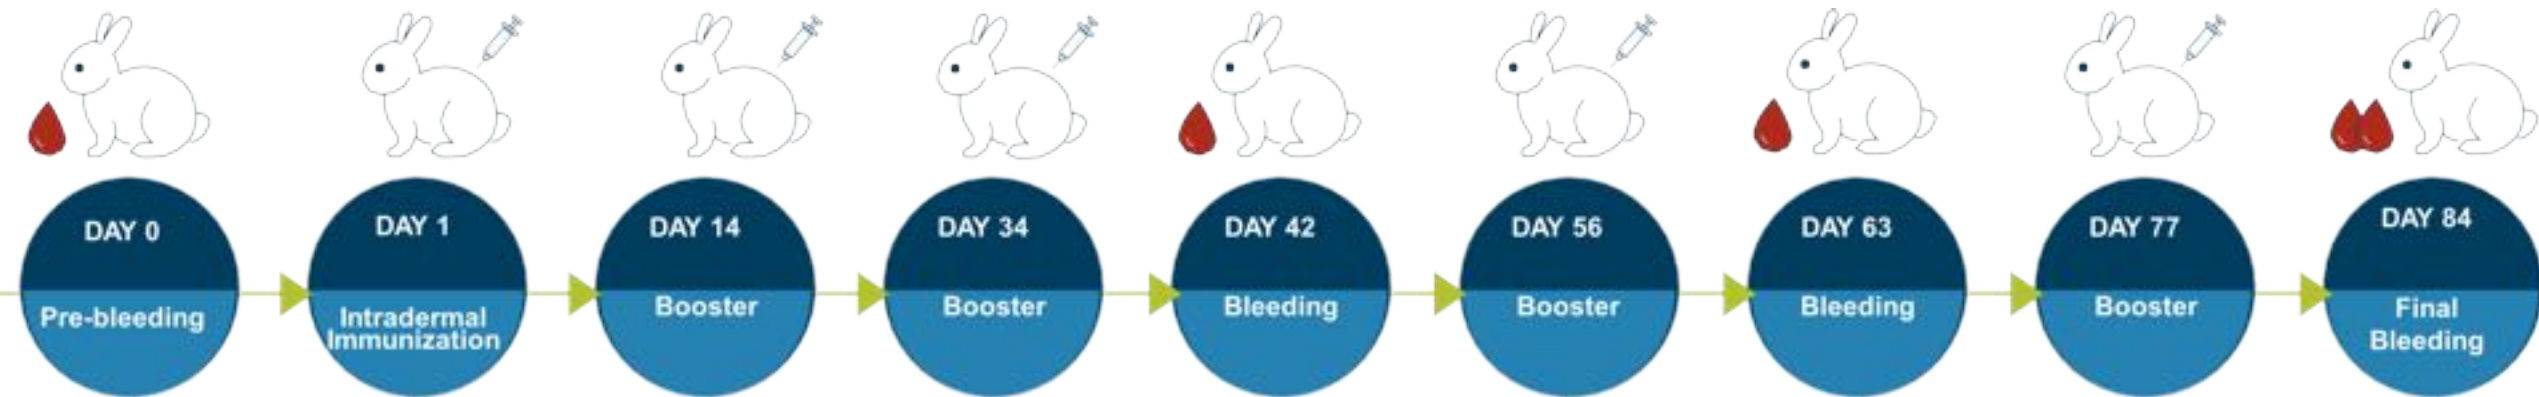 DAY 0
Pre-bleeding
DAY 1
Intradermal
Immunization
DAY 14
Booster
DAY 34
Booster
DAY 42
Bleeding
DAY 56
Booster
DAY 63
Bleeding
DAY 77
Booster
DAY 84
Final
Bleeding